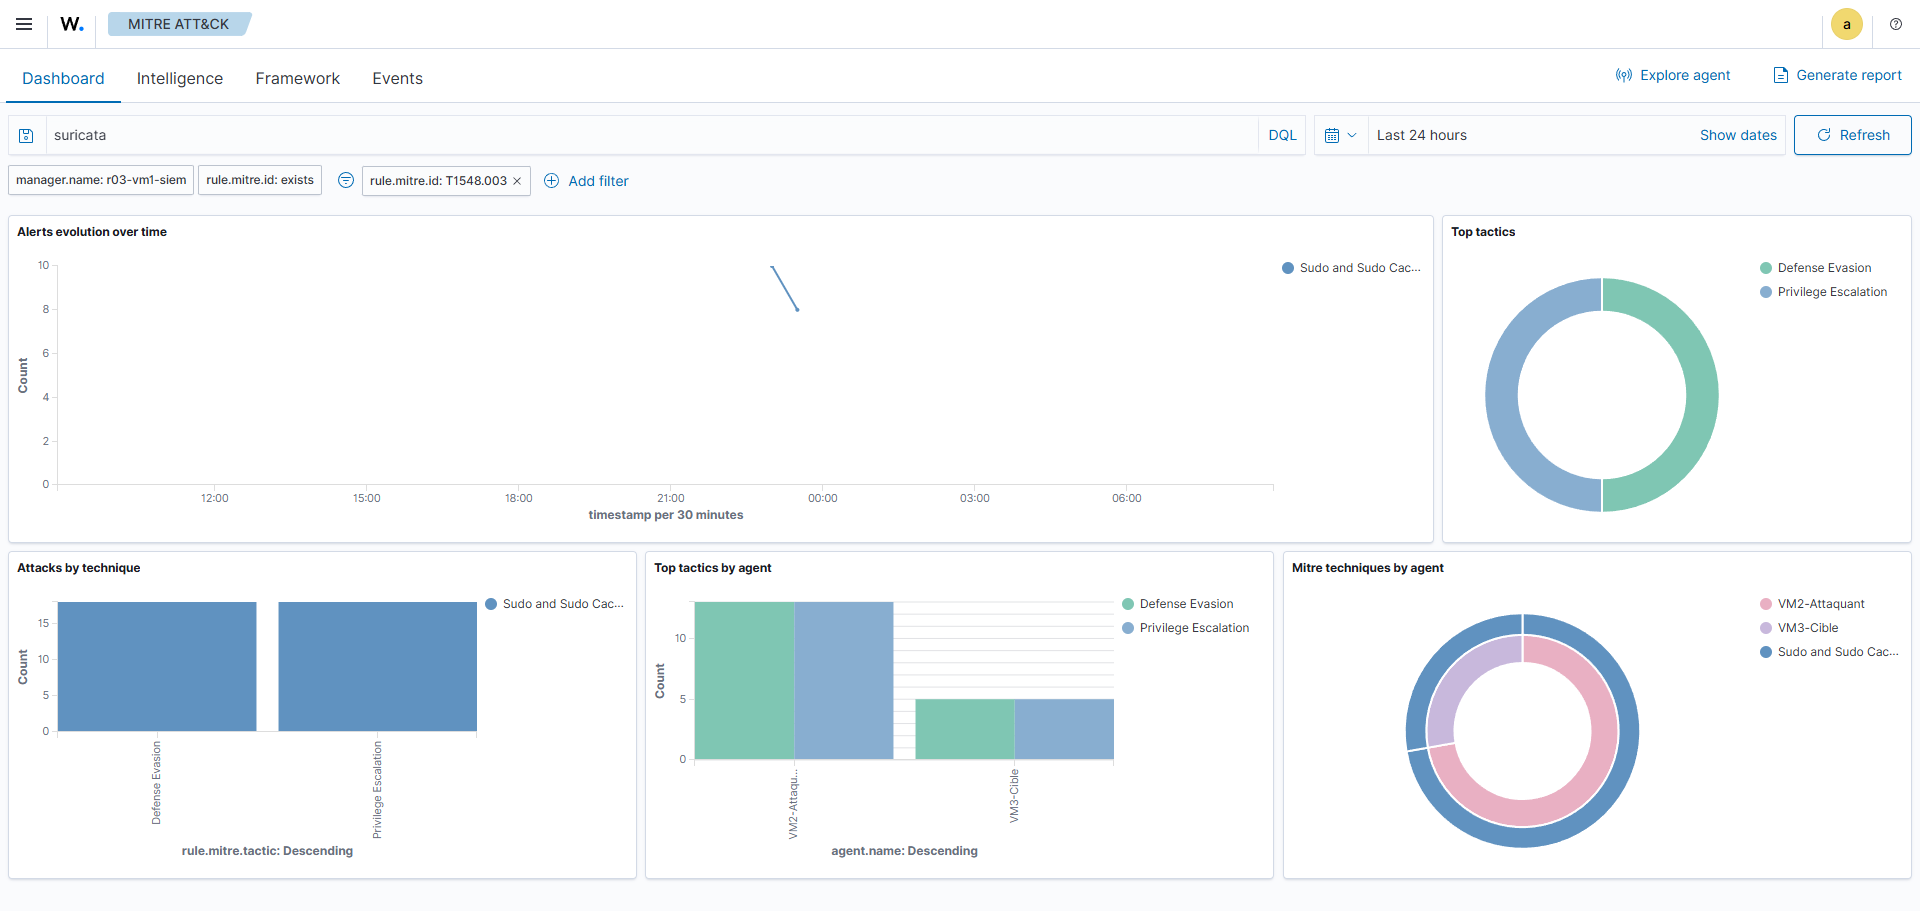 W. MITRE ATT&CK a
Dashboard Intelligence Framework Events Explore agent Generate report
suricata DQL Last 24 hours Show dates Refresh
manager.name: r03-vm1-siem rule.mitre.id: exists rule.mitre.id: T1548.003 × Add filter
Alerts evolution over time
10
8
6
4
2
0
Count
12:00 15:00 18:00 21:00 00:00 03:00 06:00
timestamp per 30 minutes
Sudo and Sudo Cac...
Top tactics
Defense Evasion
Privilege Escalation
Attacks by technique
15
10
5
0
Count
Defense Evasion
Privilege Escalation
rule.mitre.tactic: Descending
Sudo and Sudo Cac...
Top tactics by agent
10
5
0
Count
VM2-Attaqu...
VM3-Cible
agent.name: Descending
Defense Evasion
Privilege Escalation
Mitre techniques by agent
VM2-Attaquant
VM3-Cible
Sudo and Sudo Cac...